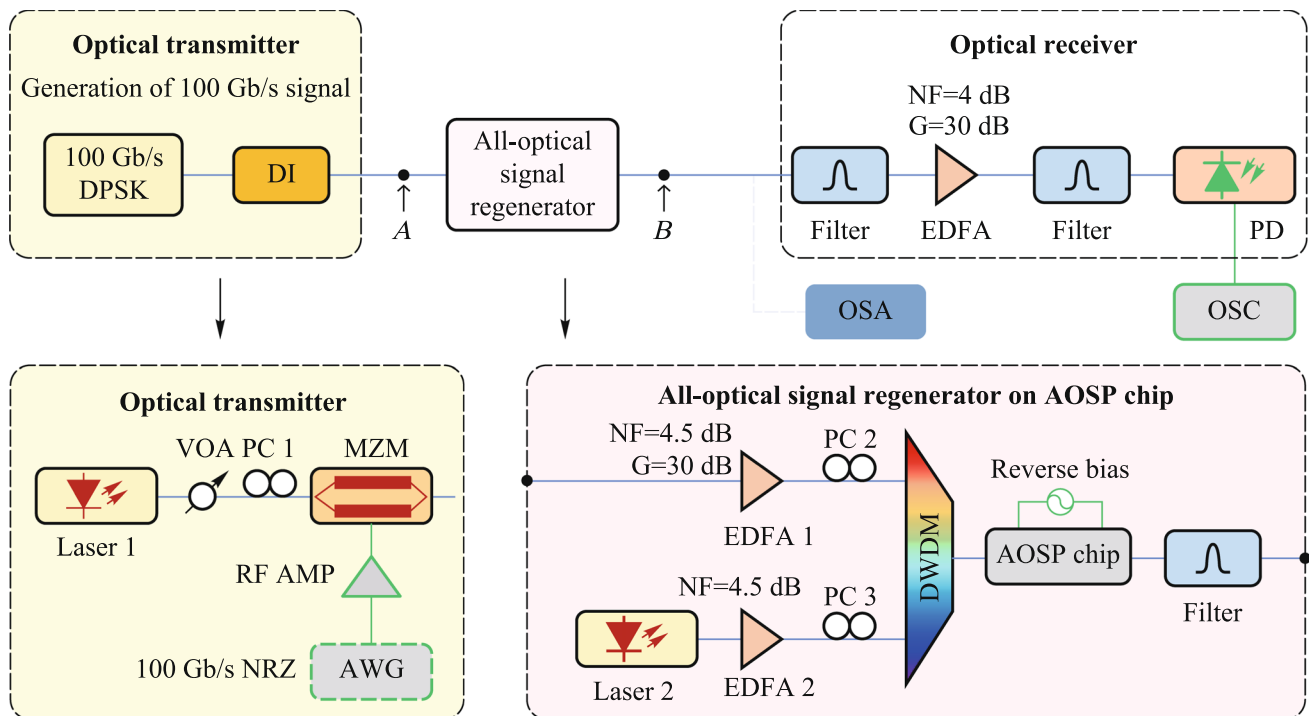 Optical transmitter
Generation of 100 Gb/s signal
100 Gb/s
DPSK
DI
A
All-optical
signal
regenerator
B
Optical receiver
NF=4 dB
G=30 dB
Filter
EDFA
Filter
PD
OSA
OSC
Optical transmitter
VOA PC 1
MZM
Laser 1
RF AMP
100 Gb/s NRZ
AWG
All-optical signal regenerator on AOSP chip
NF=4.5 dB
G=30 dB
PC 2
EDFA 1
NF=4.5 dB
PC 3
Laser 2
EDFA 2
DWDM
Reverse bias
AOSP chip
Filter